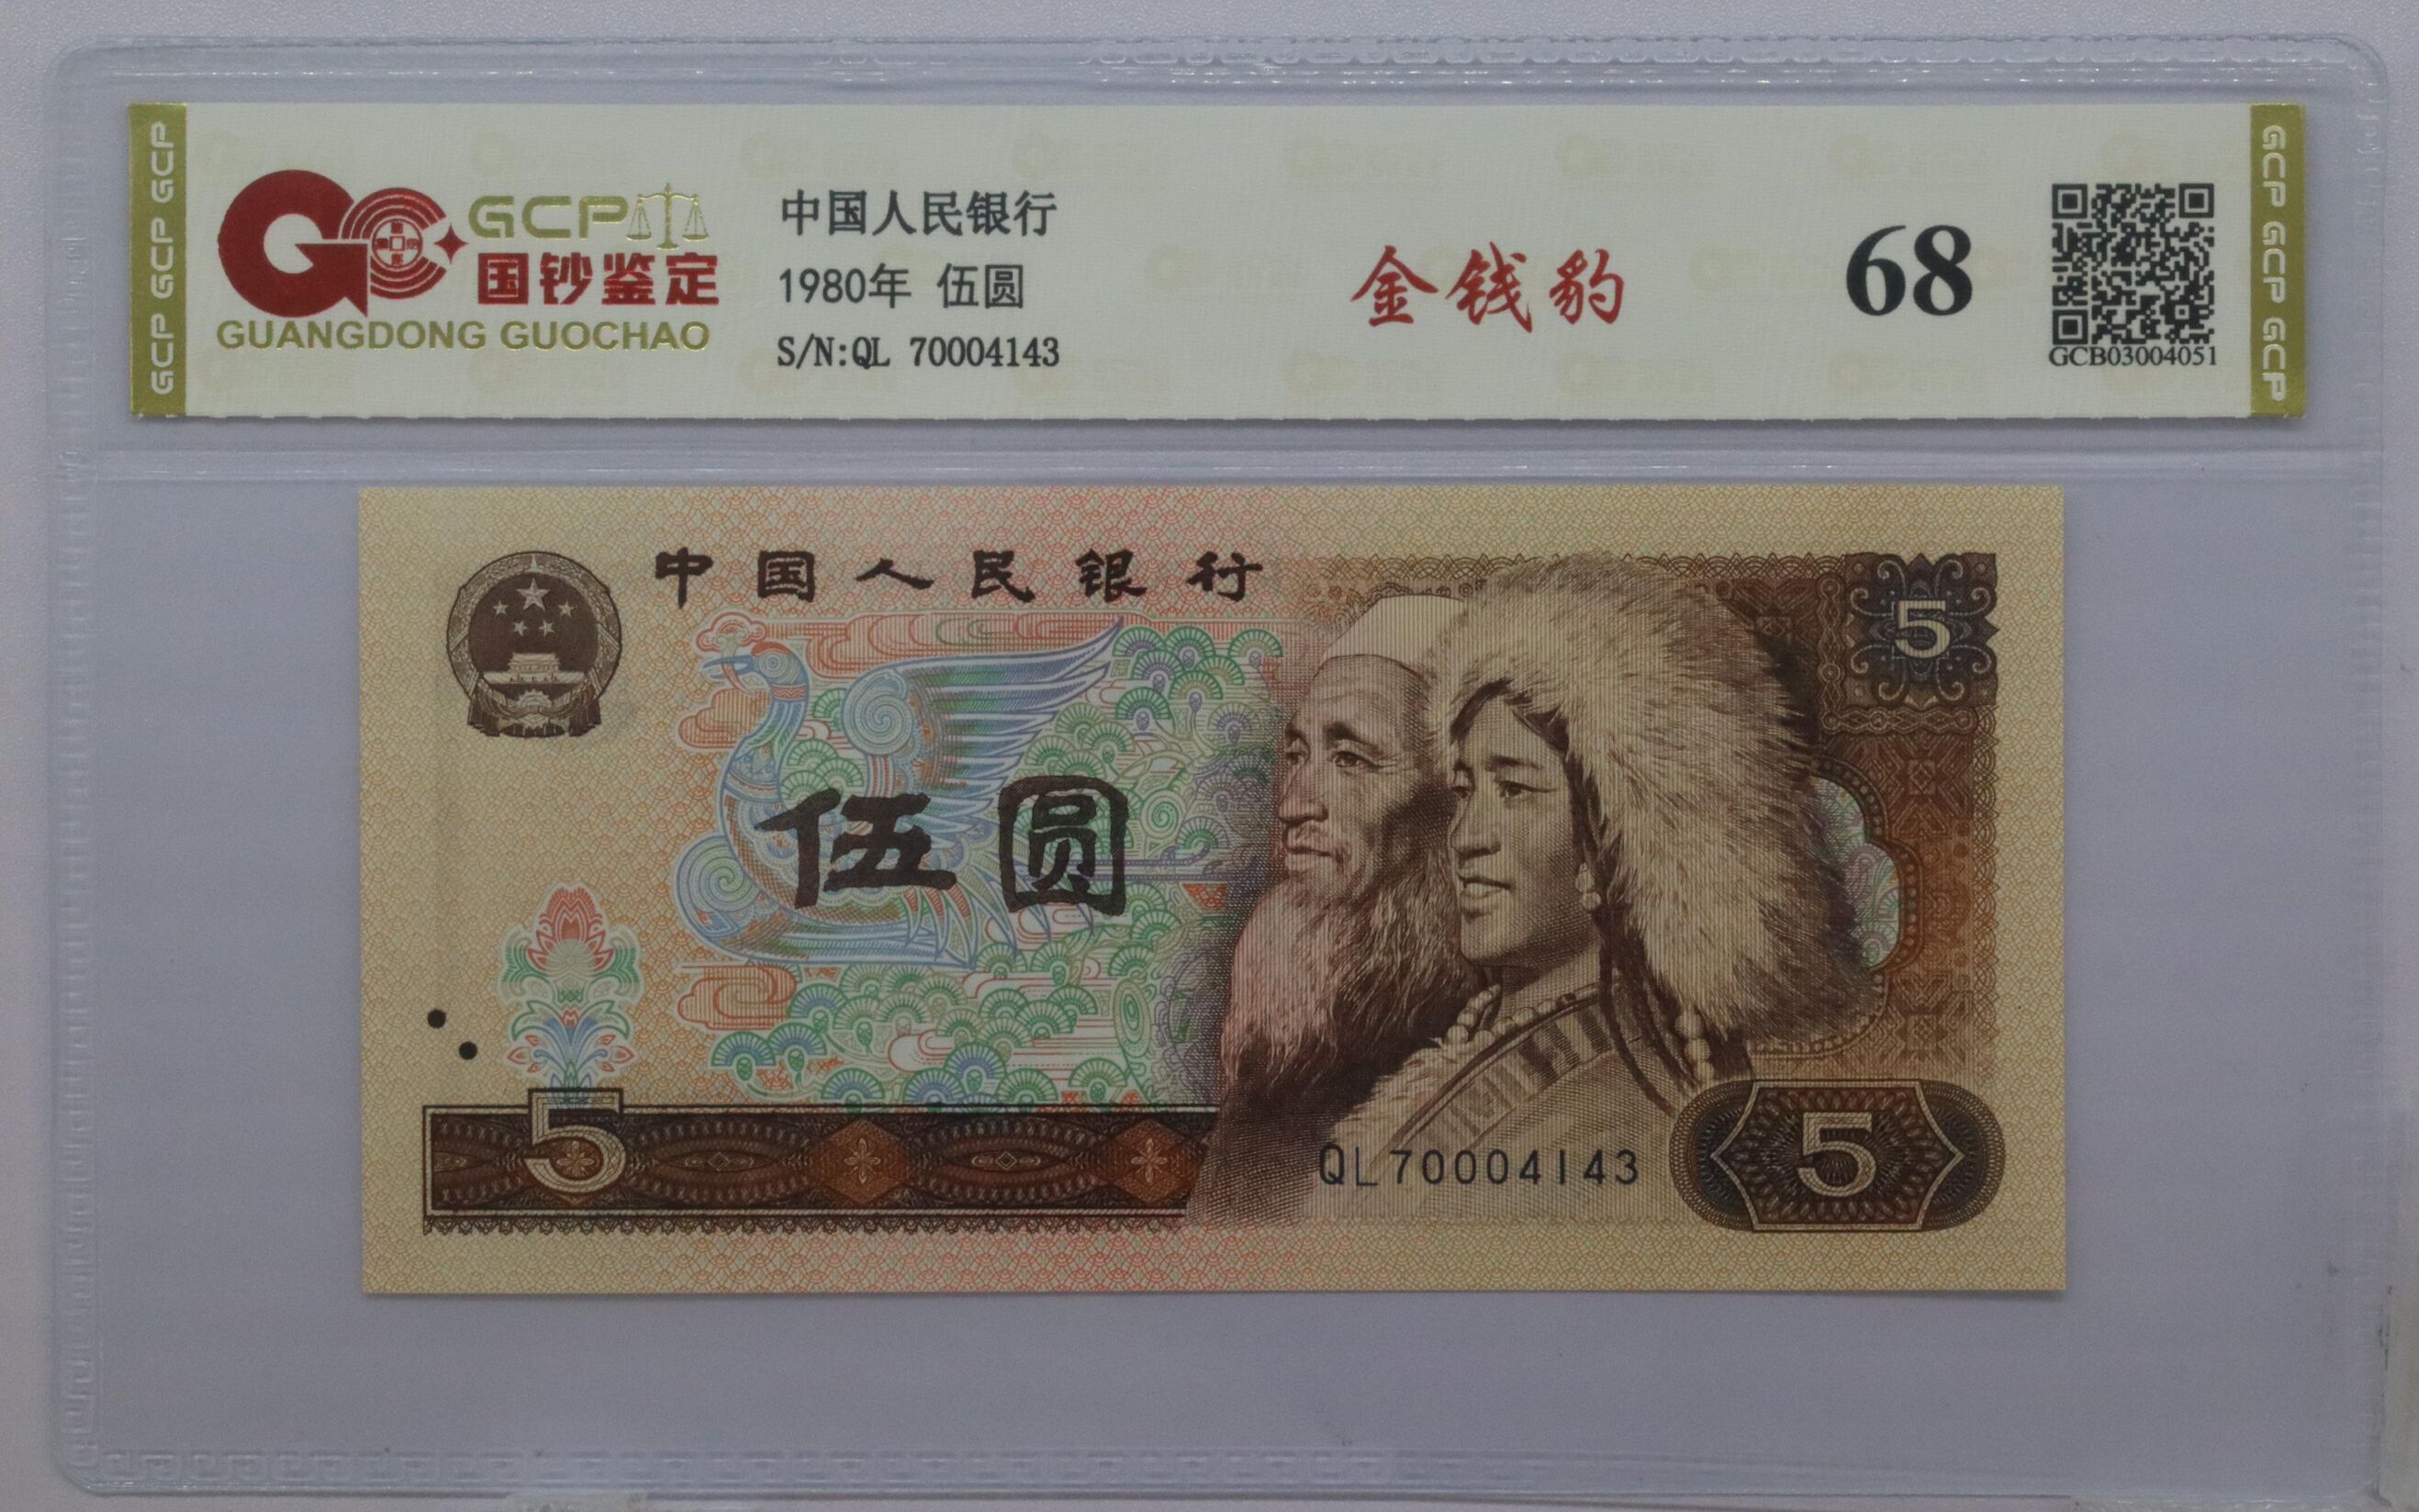 GCP GCP GCP
GCP
国钞鉴定
GUANGDONG GUOCHAO
中国人民银行
1980年 伍圆
S/N:QL 70004143
金钱豹
68
GCB03004051
GCP GCP GCP
中国人民银行
5
伍圆
5
QL70004143
5